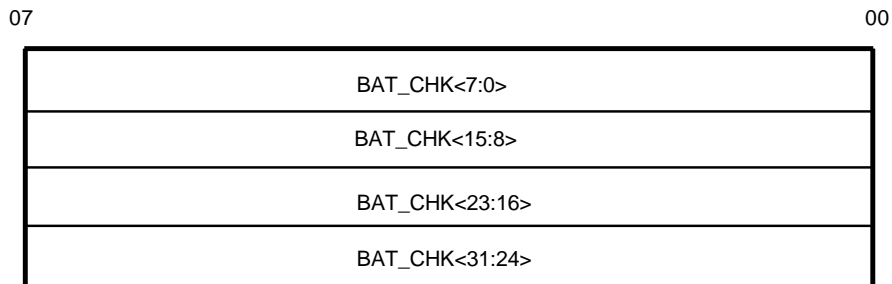 07 00
BAT_CHK<7:0>
BAT_CHK<15:8>
BAT_CHK<23:16>
BAT_CHK<31:24>